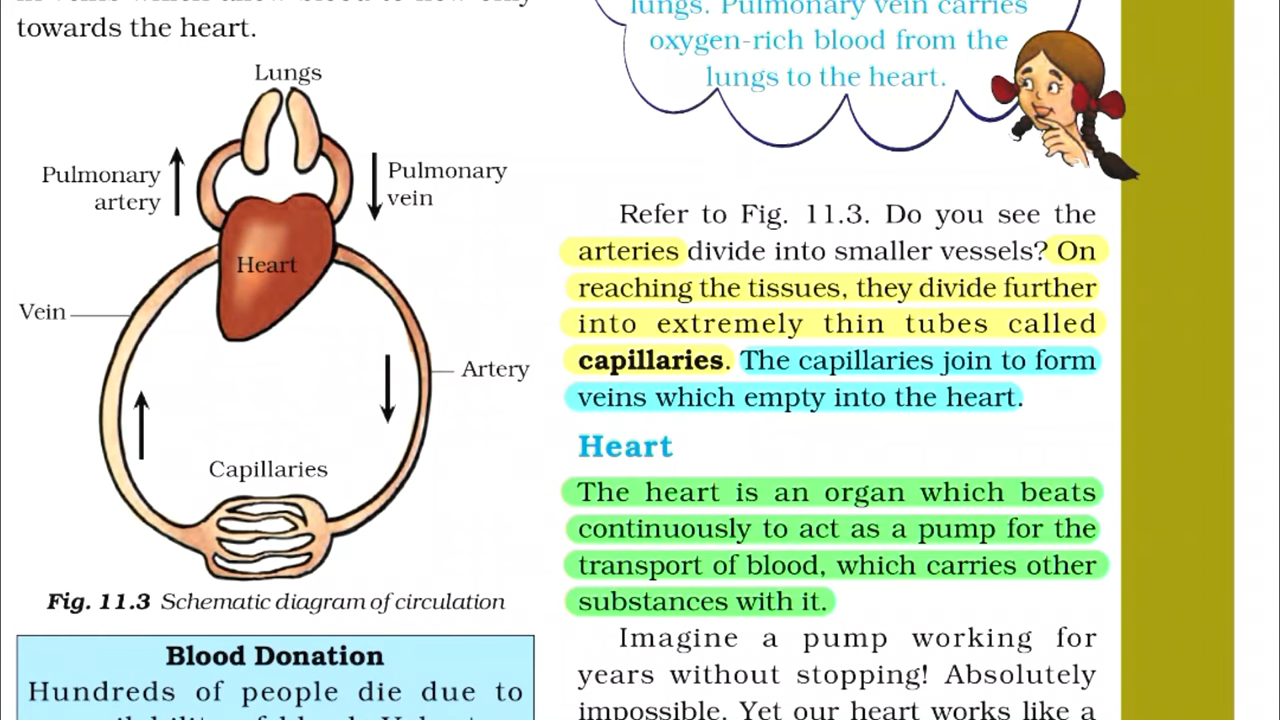 towards the heart.
Lungs
Pulmonary
artery
Pulmonary
vein
Heart
Vein
Artery
Capillaries
Fig. 11.3 Schematic diagram of circulation
Blood Donation
Hundreds of people die due to
lungs. Pulmonary vein carries
oxygen-rich blood from the
lungs to the heart.
Refer to Fig. 11.3. Do you see the
arteries divide into smaller vessels? On
reaching the tissues, they divide further
into extremely thin tubes called
capillaries. The capillaries join to form
veins which empty into the heart.
Heart
The heart is an organ which beats
continuously to act as a pump for the
transport of blood, which carries other
substances with it.
Imagine a pump working for
years without stopping! Absolutely
impossible. Yet our heart works like a